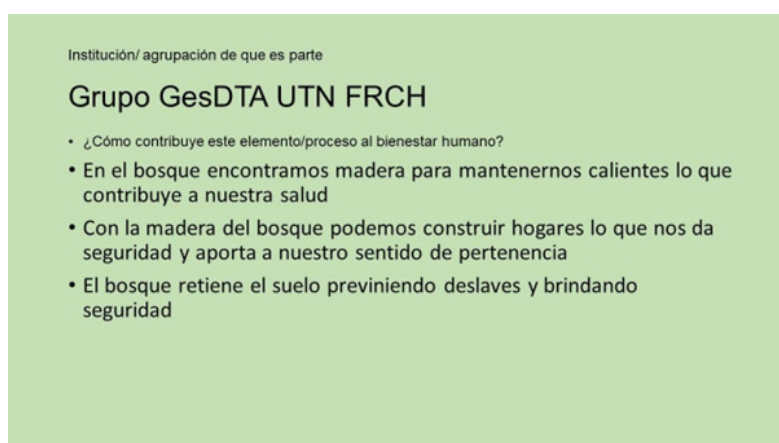 Institución/ agrupación de que es parte
Grupo GesDTA UTN FRCH
• ¿Cómo contribuye este elemento/proceso al bienestar humano?
• En el bosque encontramos madera para mantenernos calientes lo que
contribuye a nuestra salud
• Con la madera del bosque podemos construir hogares lo que nos da
seguridad y aporta a nuestro sentido de pertenencia
• El bosque retiene el suelo previniendo deslaves y brindando
seguridad